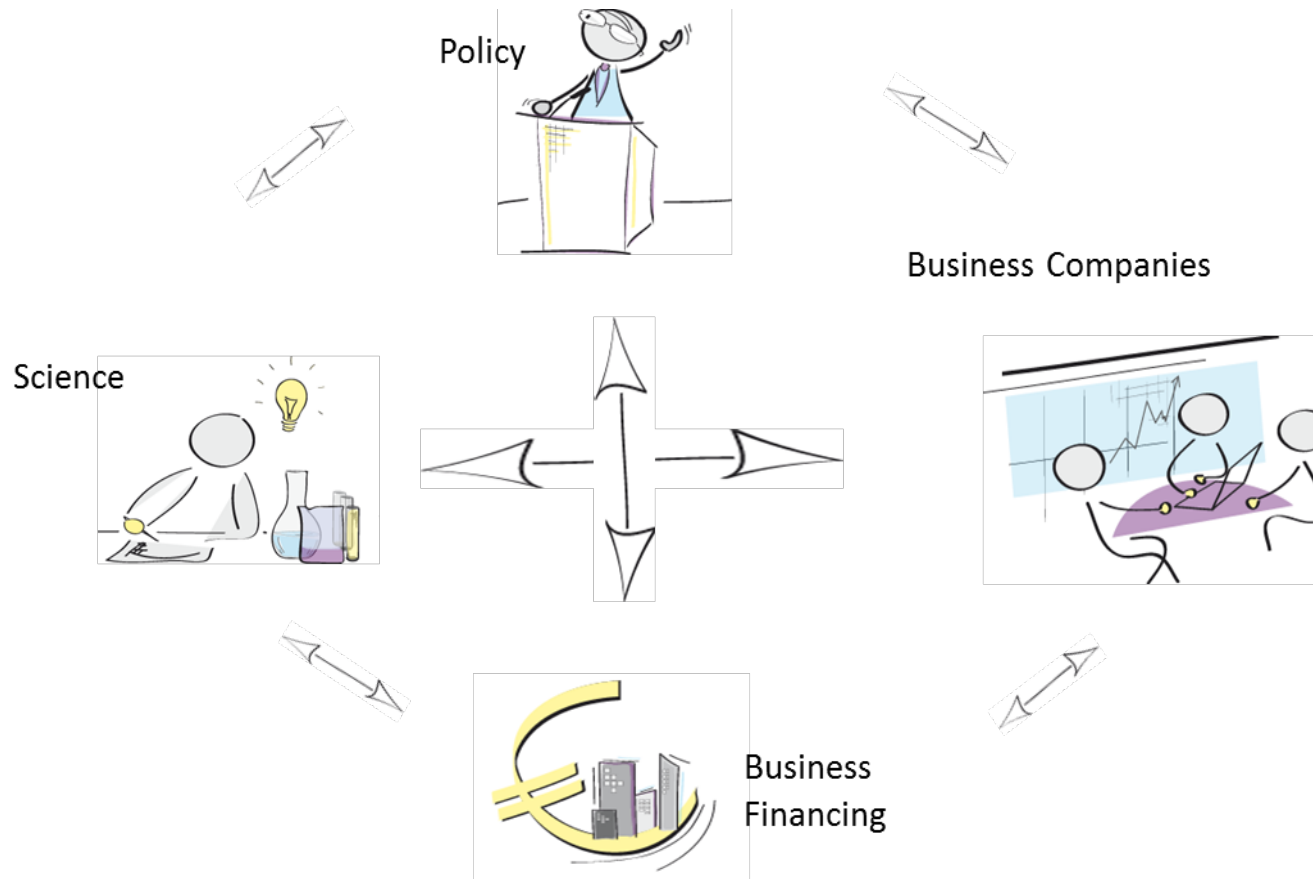 Policy
Business Companies
Science
Business
Financing